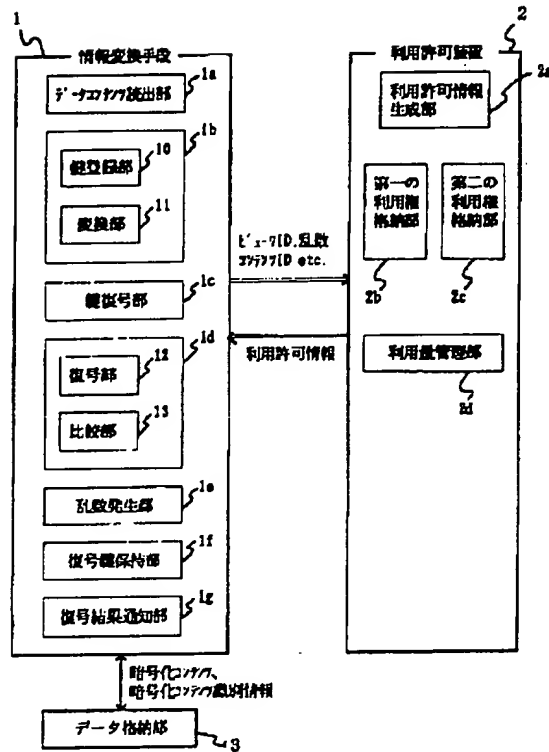 1
情報変換手段
データコンテンツ読出部
1a
1b
鍵登録部
10
変換部
11
1c
鍵復号部
1d
復号部
12
比較部
13
乱数発生部
1e
復号鍵保持部
1f
復号結果通知部
1g
暗号化コンテンツ、
暗号化コンテンツ識別情報
データ格納部
3
ビューワID、乱数
コンテンツID etc.
利用許可情報
2
利用許可装置
2a
利用許可情報
生成部
第一の
利用権
格納部
2b
第二の
利用権
格納部
2c
利用量管理部
2d